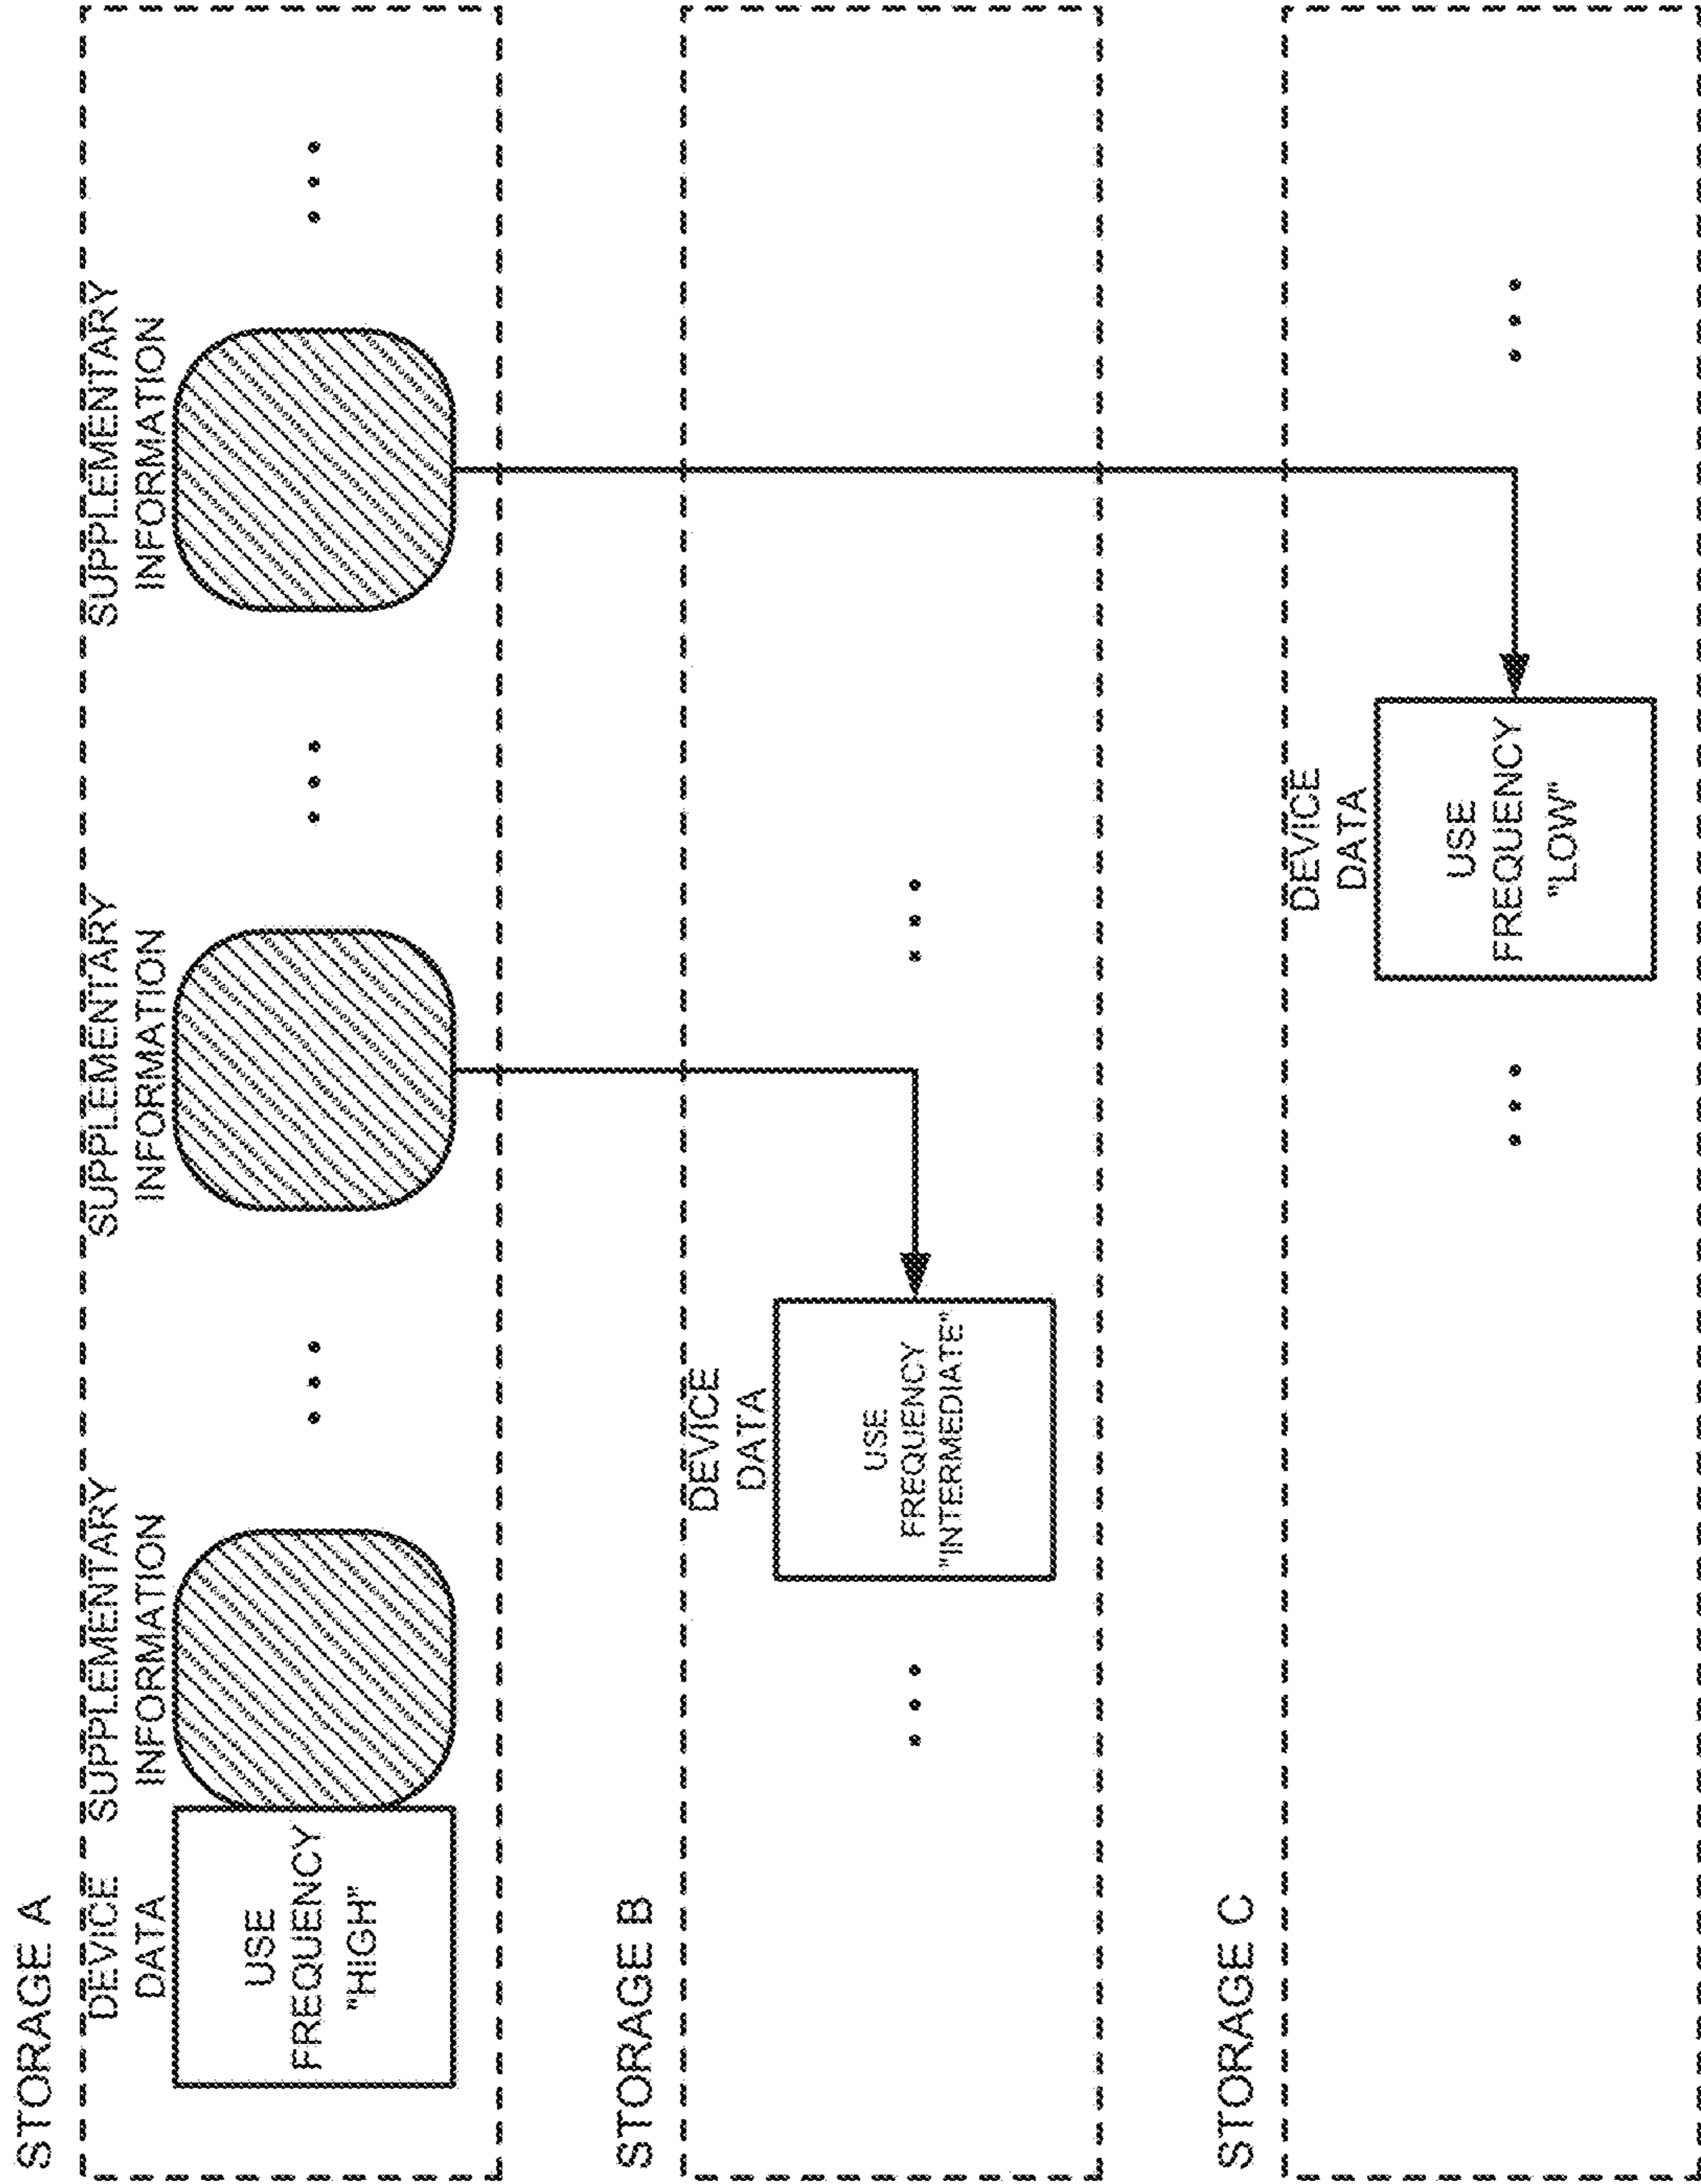 STORAGE A
DEVICE
DATA
SUPPLEMENTARY
INFORMATION
SUPPLEMENTARY
INFORMATION
SUPPLEMENTARY
INFORMATION
USE
FREQUENCY
"HIGH"
STORAGE B
DEVICE
DATA
USE
FREQUENCY
"INTERMEDIATE"
STORAGE C
DEVICE
DATA
USE
FREQUENCY
"LOW"